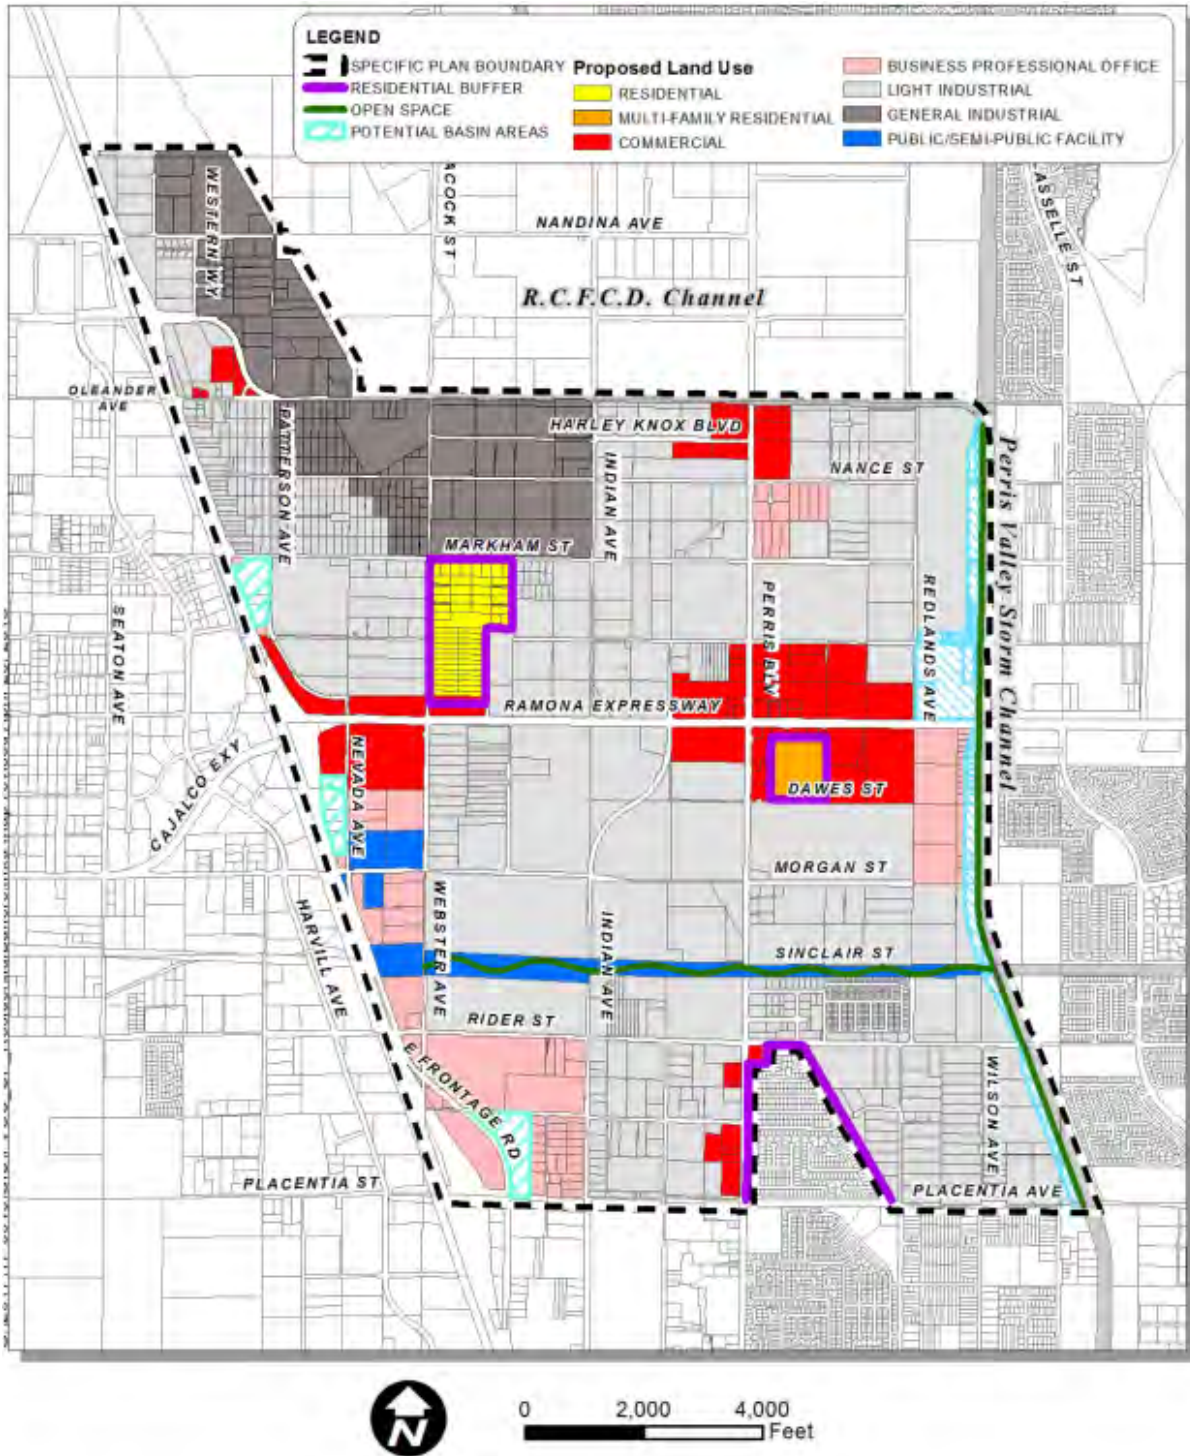 LEGEND
SPECIFIC PLAN BOUNDARY
RESIDENTIAL BUFFER
OPEN SPACE
POTENTIAL BASIN AREAS
Proposed Land Use
RESIDENTIAL
MULTI-FAMILY RESIDENTIAL
COMMERCIAL
BUSINESS PROFESSIONAL OFFICE
LIGHT INDUSTRIAL
GENERAL INDUSTRIAL
PUBLIC/SEMI-PUBLIC FACILITY
WESTERN WY
ACOCK ST
NANDINA AVE
ASSELLE ST
R.C.F.C.D. Channel
OLEANDER
AVE
PATTERSON AVE
HARLEY KNOX BLVD
INDIAN AVE
NANCE ST
Perris Valley Storm Channel
MARKHAM ST
SEATON AVE
PERRIS BLV
REDLANDS AVE
RAMONA EXPRESSWAY
CAJALCO EXY
NEVADA AVE
DAWES ST
MORGAN ST
HARVILL AVE
WEBSTER AVE
INDIAN AVE
SINCLAIR ST
RIDER ST
E FRONTAGE RD
WILSON AVE
PLACENTIA ST
PLACENTIA AVE
N
0 2,000 4,000
Feet